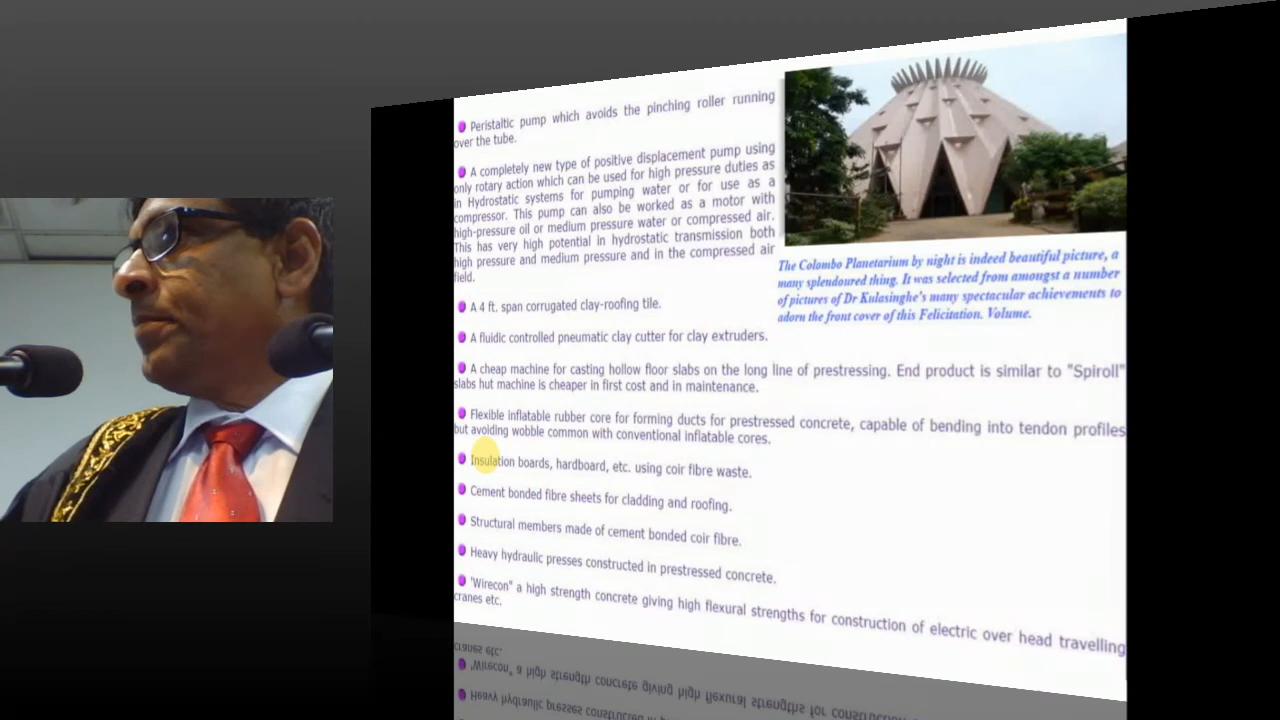 Peristaltic pump which avoids the pinching roller running
over the tube.
A completely new type of positive displacement pump using
only rotary action which can be used for high pressure duties as
in Hydrostatic systems for pumping water or for use as a
compressor. This pump can also be worked as a motor with
high-pressure oil or medium pressure water or compressed air.
This has very high potential in hydrostatic transmission both
high pressure and medium pressure and in the compressed air
field.
The Colombo Planetarium by night is indeed beautiful picture, a
many splendoured thing. It was selected from amongst a number
of pictures of Dr Kulasinghe's many spectacular achievements to
adorn the front cover of this Felicitation. Volume.
A 4 ft. span corrugated clay-roofing tile.
A fluidic controlled pneumatic clay cutter for clay extruders.
A cheap machine for casting hollow floor slabs on the long line of prestressing. End product is similar to "Spiroll"
slabs hut machine is cheaper in first cost and in maintenance.
Flexible inflatable rubber core for forming ducts for prestressed concrete, capable of bending into tendon profiles
but avoiding wobble common with conventional inflatable cores.
Insulation boards, hardboard, etc. using coir fibre waste.
Cement bonded fibre sheets for cladding and roofing.
Structural members made of cement bonded coir fibre.
Heavy hydraulic presses constructed in prestressed concrete.
'Wirecon" a high strength concrete giving high flexural strengths for construction of electric over head travelling
cranes etc.